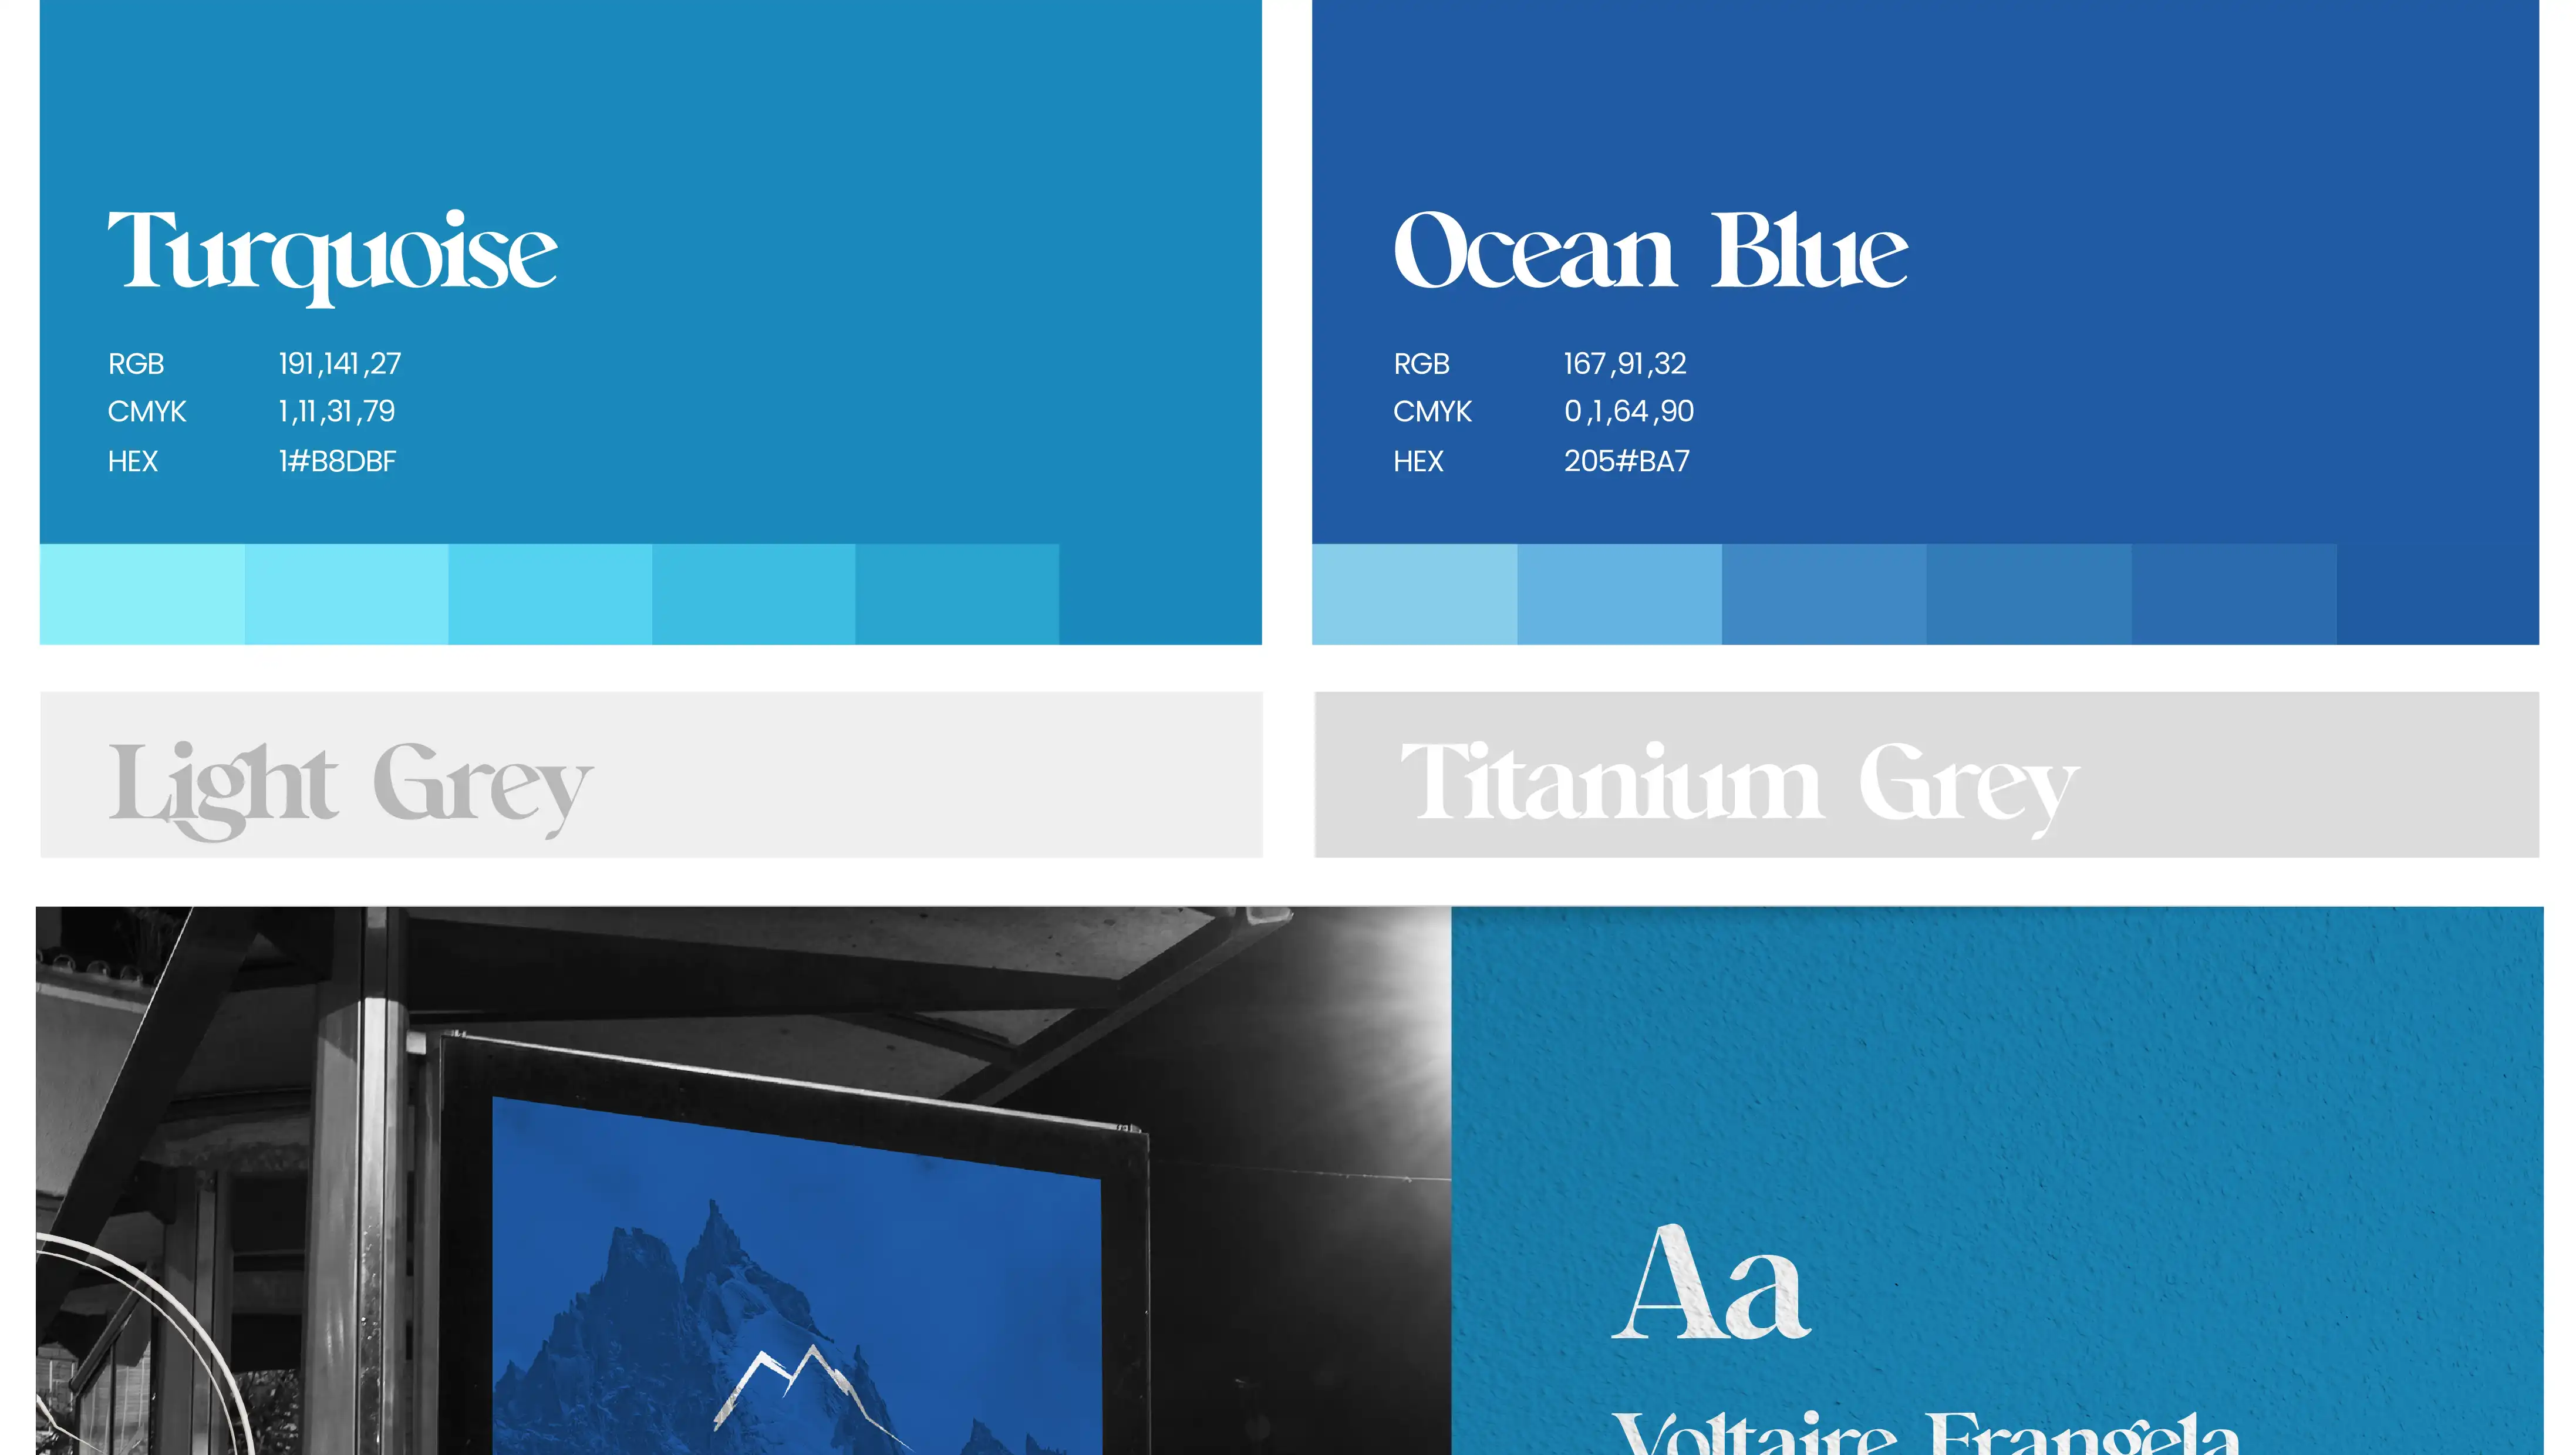 Turquoise
RGB 191,141,27
CMYK 1,11,31,79
HEX 1#B8DBF
Ocean Blue
RGB 167,91,32
CMYK 0,1,64,90
HEX 205#BA7
Light Grey
Titanium Grey
Aa
Voltaire Frangela